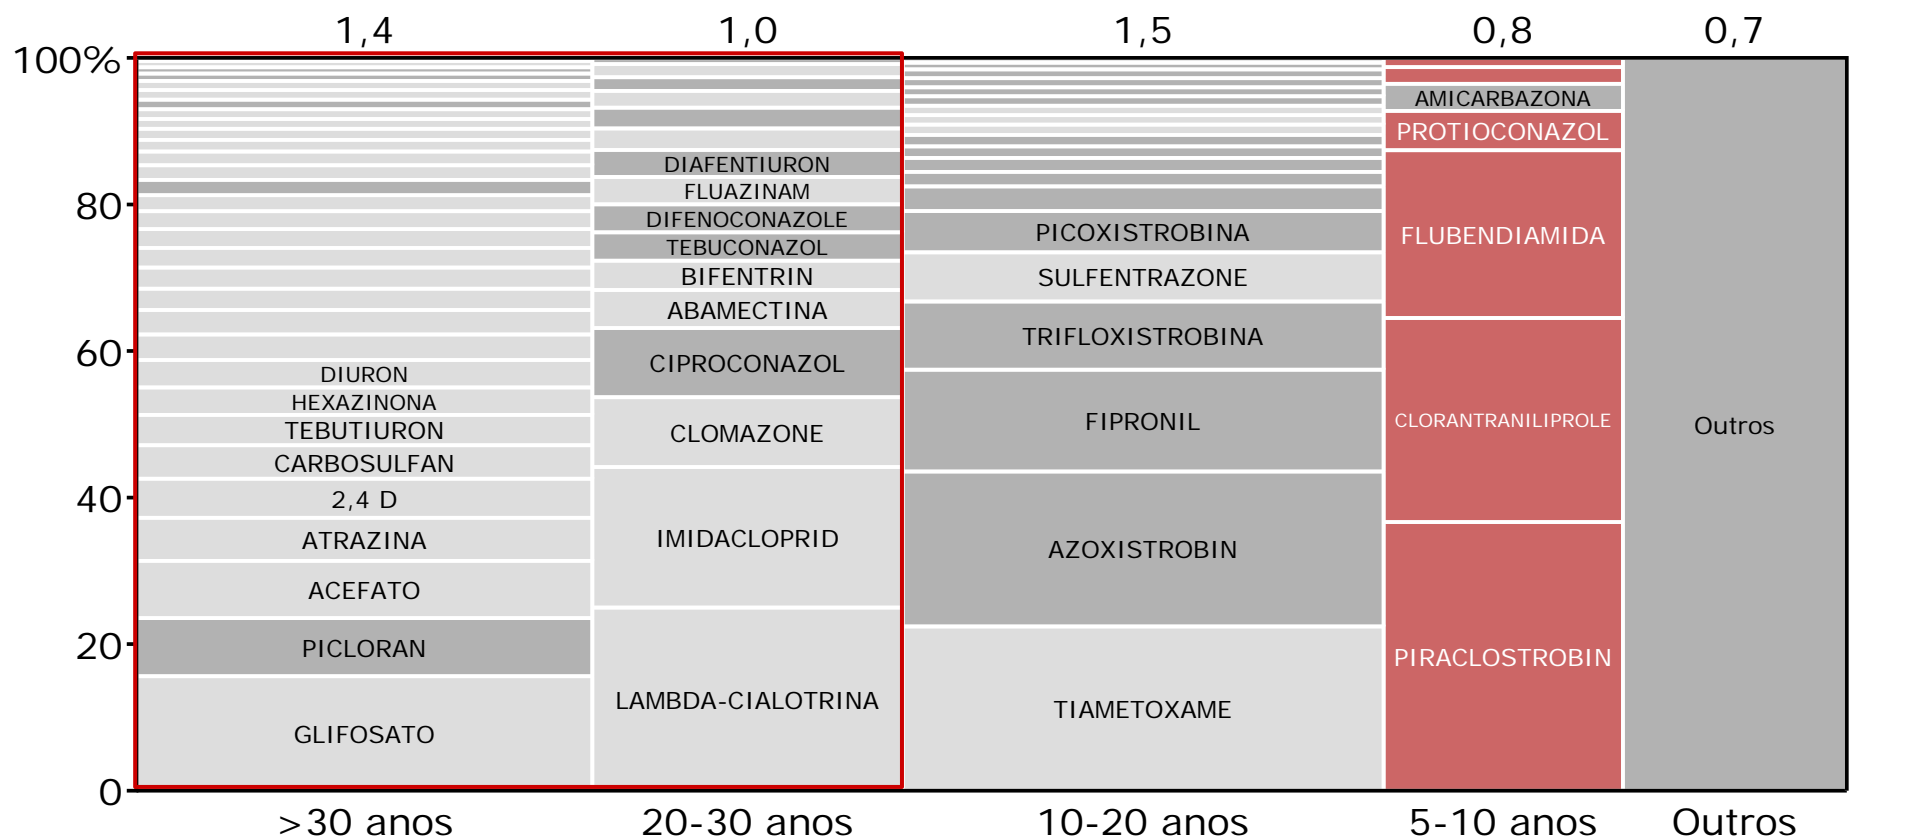 1,4
1,0
1,5
0,8
0,7
100%
80
60
40
20
0
DIURON
HEXAZINONA
TEBUTIURON
CARBOSULFAN
2,4 D
ATRAZINA
ACEFATO
PICLORAN
GLIFOSATO
DIAFENTIURON
FLUAZINAM
DIFENOCONAZOLE
TEBUCONAZOL
BIFENTRIN
ABAMECTINA
CIPROCONAZOL
CLOMAZONE
IMIDACLOPRID
LAMBDA-CIALOTRINA
PICOXISTROBINA
SULFENTRAZONE
TRIFLOXISTROBINA
FIPRONIL
AZOXISTROBIN
TIAMETOXAME
AMICARBAZONA
PROTIOCONAZOL
FLUBENDIAMIDA
CLORANTRANILIPROLE
PIRACLOSTROBIN
Outros
>30 anos
20-30 anos
10-20 anos
5-10 anos
Outros